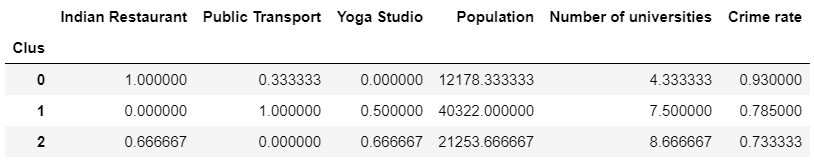 Indian Restaurant Public Transport Yoga Studio Population Number of universities Crime rate
Clus
0 1.000000 0.333333 0.000000 12178.333333 4.333333 0.930000
1 0.000000 1.000000 0.500000 40322.000000 7.500000 0.785000
2 0.666667 0.000000 0.666667 21253.666667 8.666667 0.733333